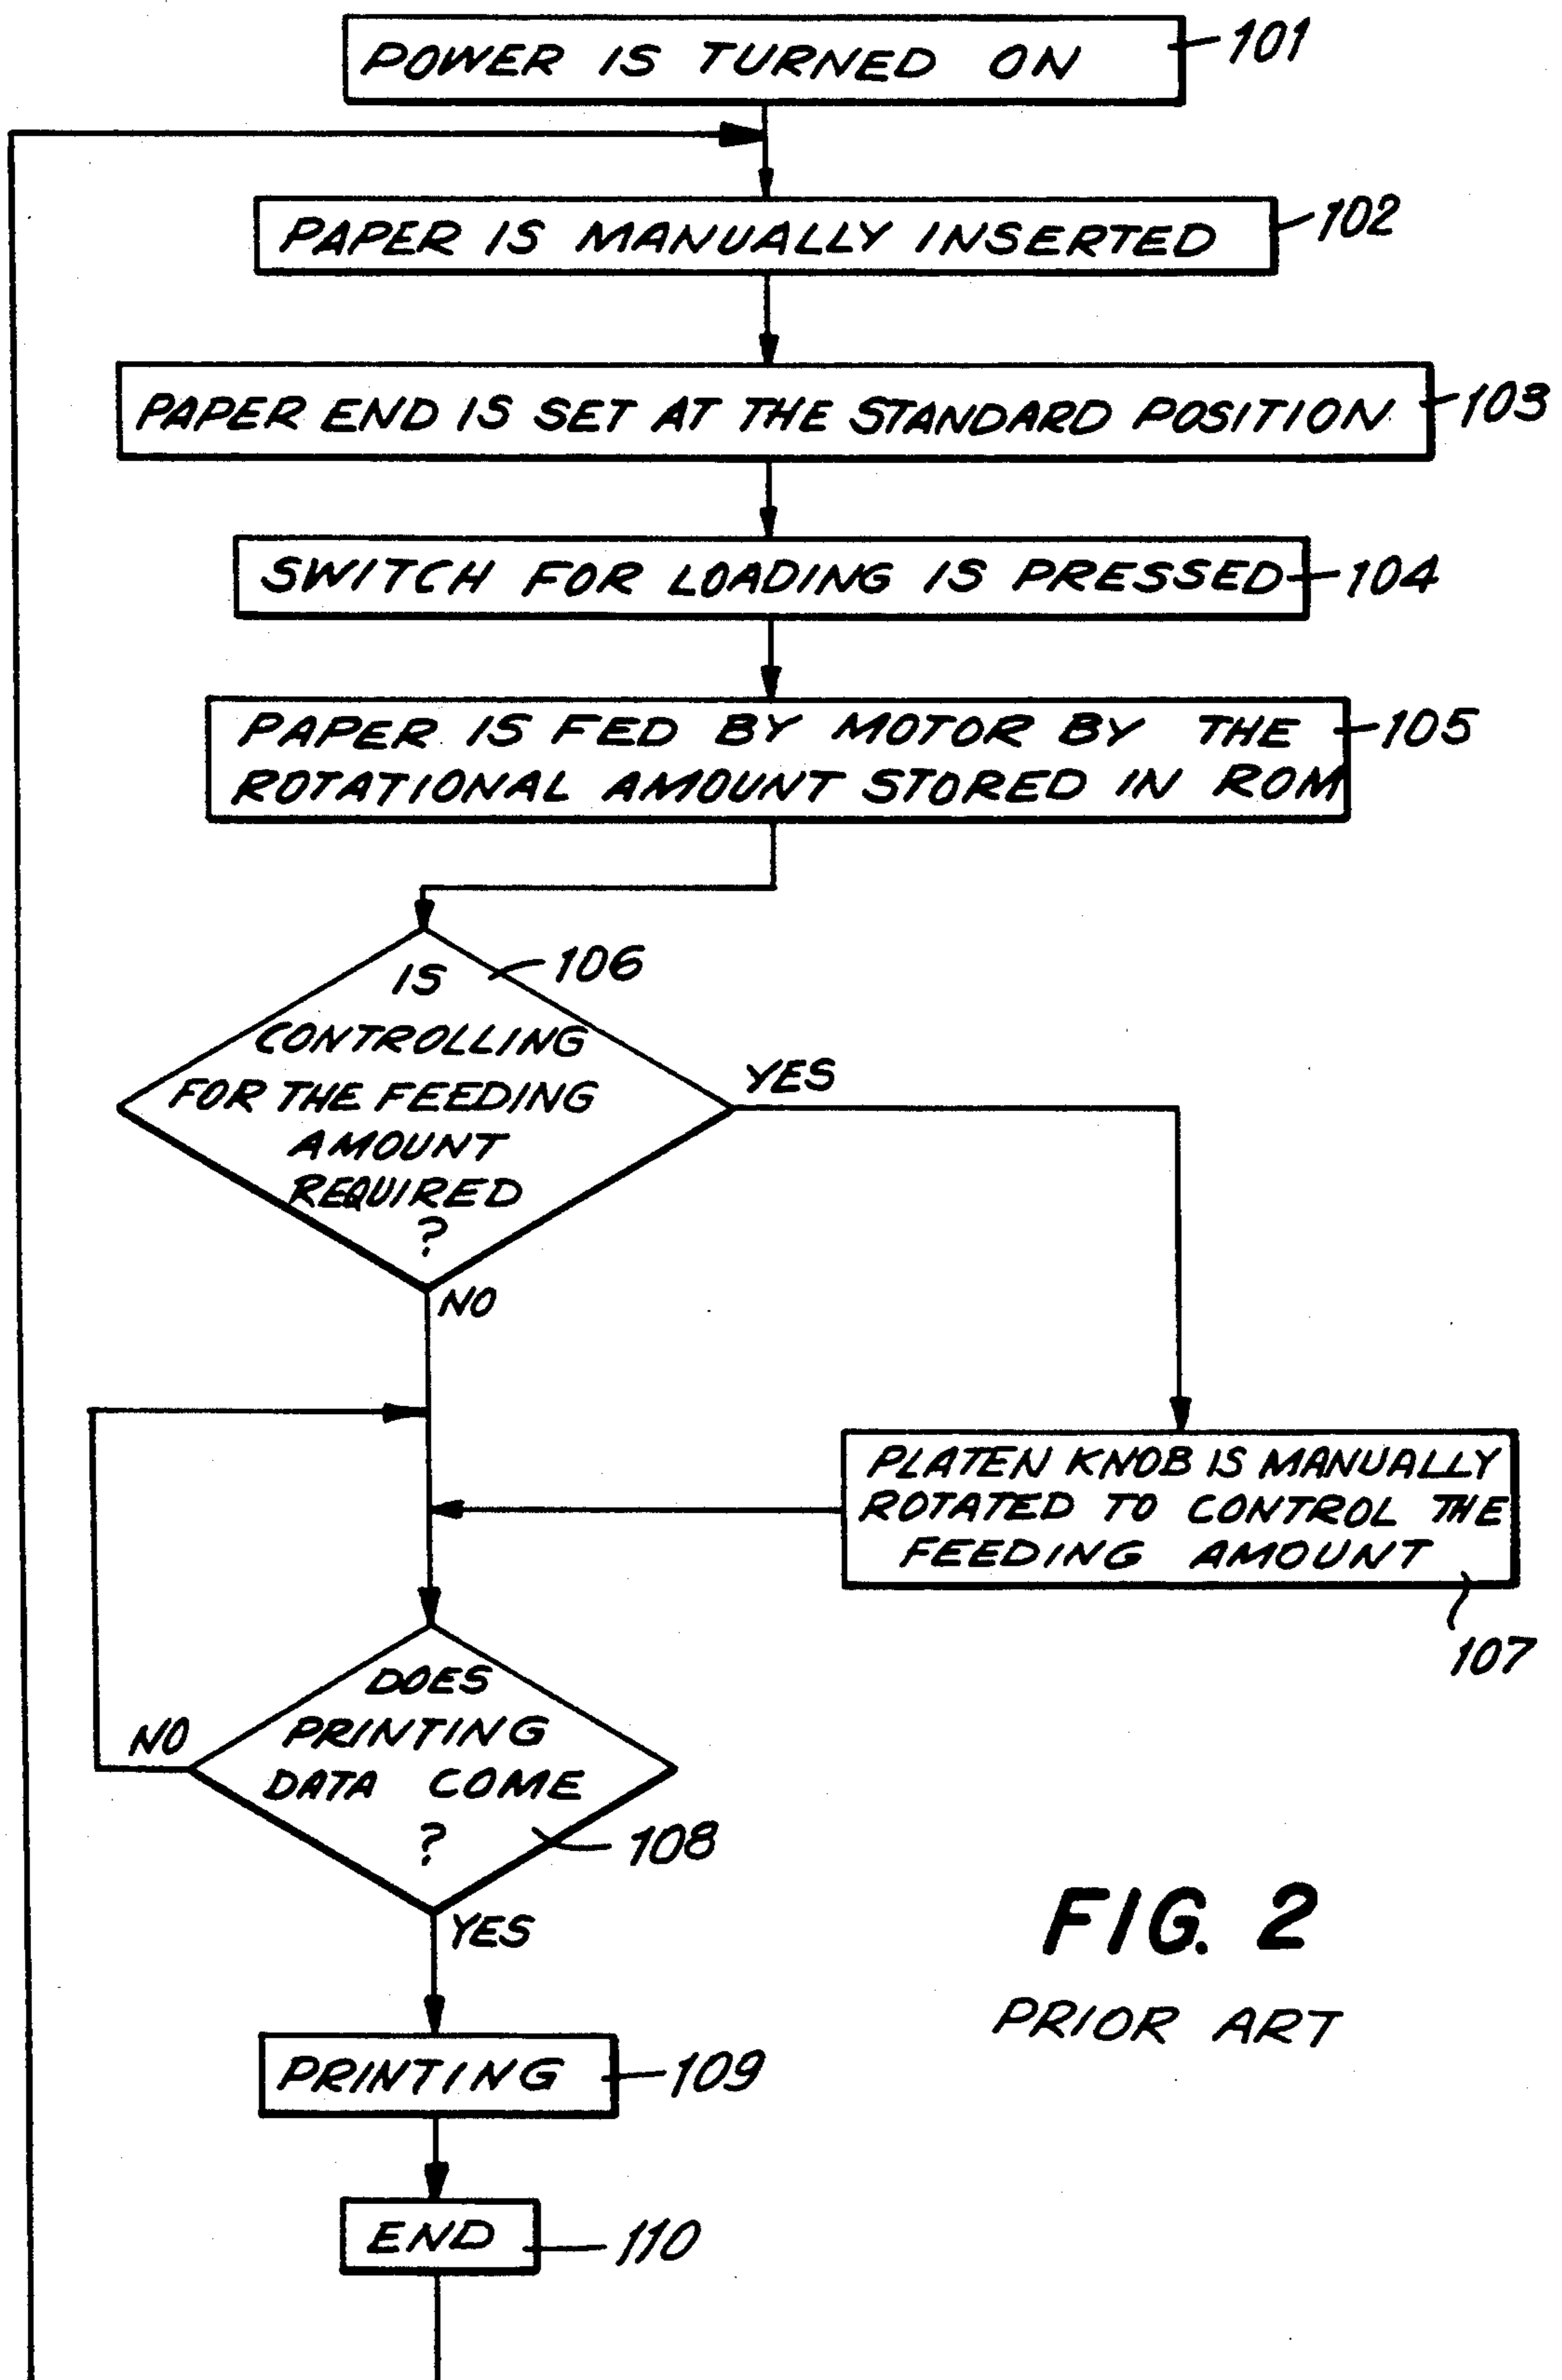 POWER IS TURNED ON
101
PAPER IS MANUALLY INSERTED
102
PAPER END IS SET AT THE STANDARD POSITION
103
SWITCH FOR LOADING IS PRESSED
104
PAPER IS FED BY MOTOR BY THE
ROTATIONAL AMOUNT STORED IN ROM
105
IS
CONTROLLING
FOR THE FEEDING
AMOUNT
REQUIRED
?
106
YES
NO
PLATEN KNOB IS MANUALLY
ROTATED TO CONTROL THE
FEEDING AMOUNT
107
DOES
PRINTING
DATA COME
?
108
NO
YES
PRINTING
109
END
110
FIG. 2
PRIOR ART